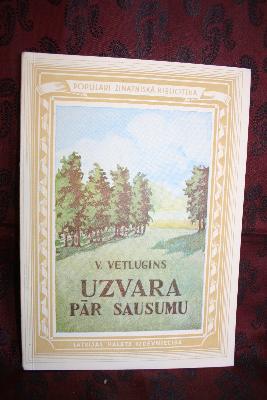 POPULĀRI ZINĀTNISKĀ BIBLIOTĒKA
V. VETLUGINS
UZVARA
PĀR SAUSUMU
LATVIJAS VALSTS IZDEVNIECĪBA